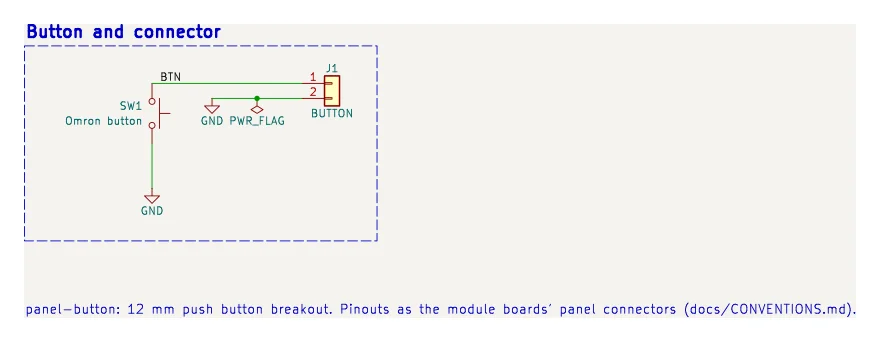 Button and connector
J1
BTN
1
2
SW1
Omron button
GND
PWR_FLAG
BUTTON
GND
panel-button: 12 mm push button breakout. Pinouts as the module boards' panel connectors (docs/CONVENTIONS.md).